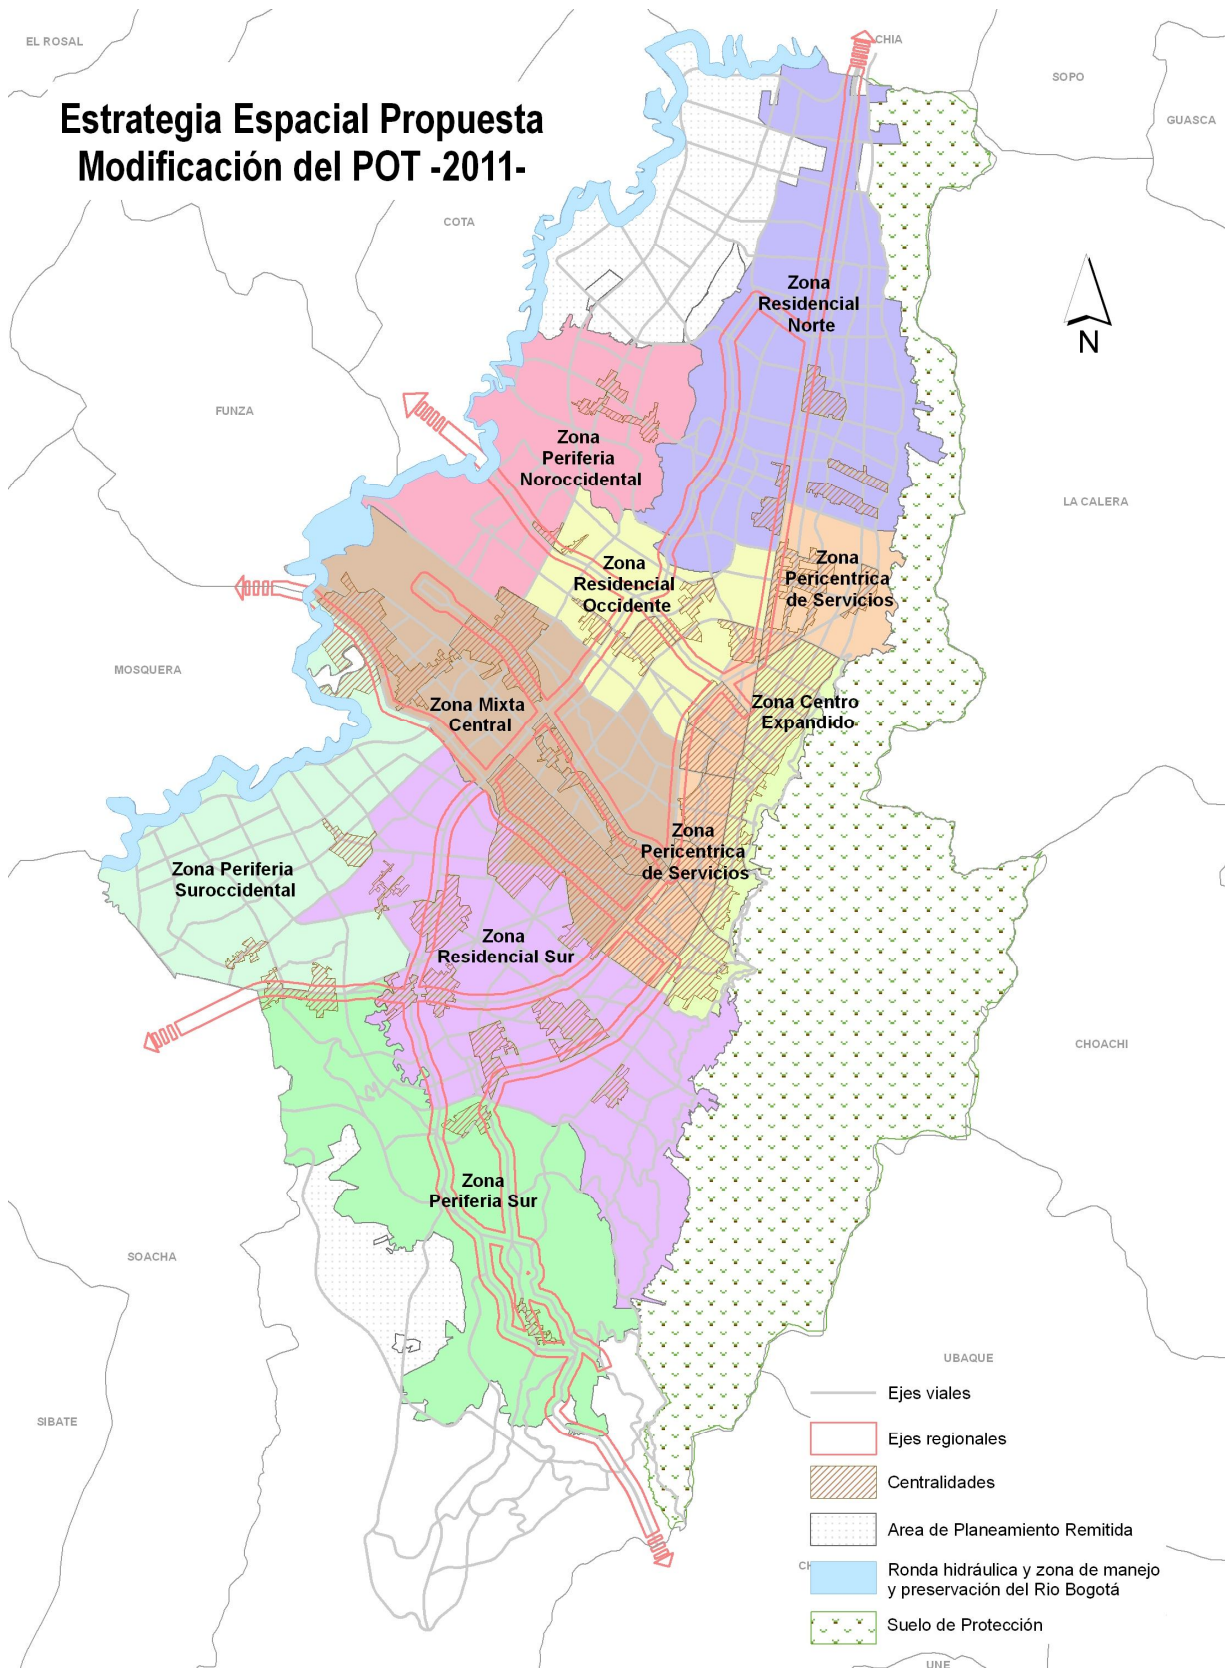 EL ROSAL
CHIA
SOPO
GUASCA
Estrategia Espacial Propuesta
Modificación del POT -2011-
COTA
N
Zona
Residencial
Norte
FUNZA
Zona
Periferia
Noroccidental
LA CALERA
Zona
Residencial
Occidente
Zona
Pericentrica
de Servicios
MOSQUERA
Zona Mixta
Central
Zona Centro
Expandido
Zona
Pericentrica
de Servicios
Zona Periferia
Suroccidental
Zona
Residencial Sur
CHOACHI
Zona
Periferia Sur
SOACHA
UBAQUE
SIBATE
Ejes viales
Ejes regionales
Centralidades
Area de Planeamiento Remitida
Ronda hidráulica y zona de manejo
y preservación del Rio Bogotá
Suelo de Protección
UNE